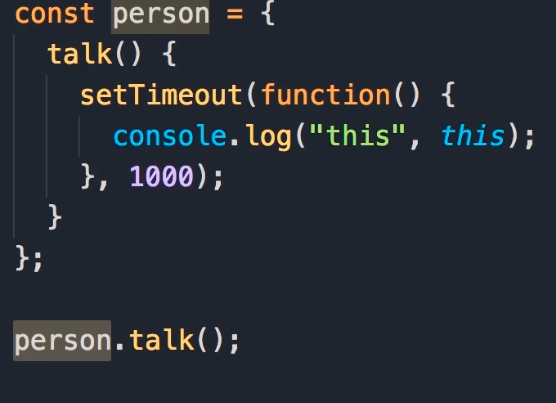 const person = {
  talk() {
    setTimeout(function() {
      console.log("this", this);
    }, 1000);
  }
};
person.talk();